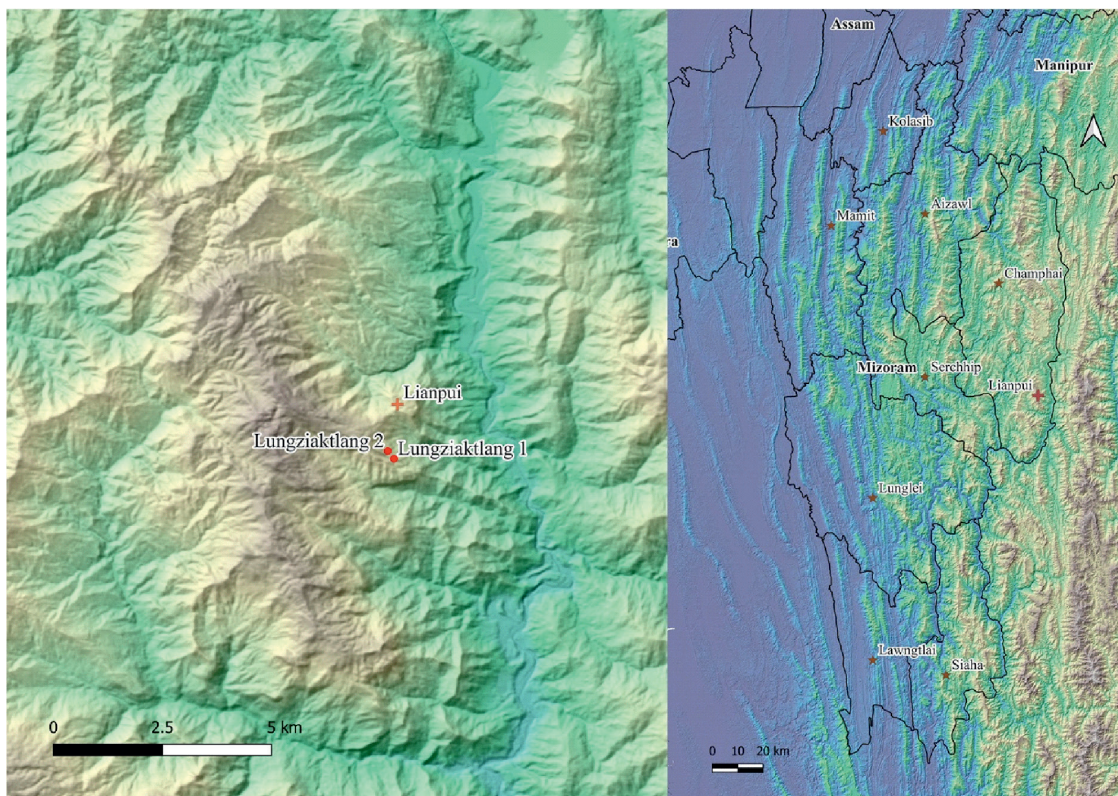 Lianpui
Lungziaktlang 2
Lungziaktlang 1
0 2.5 5 km
Assam
Manipur
Kolasib
Aizawl
Mamit
ra
Champhai
Mizoram
Serchhip
Lianpui
Lunglei
Lawngtlai
Siaha
0 10 20 km